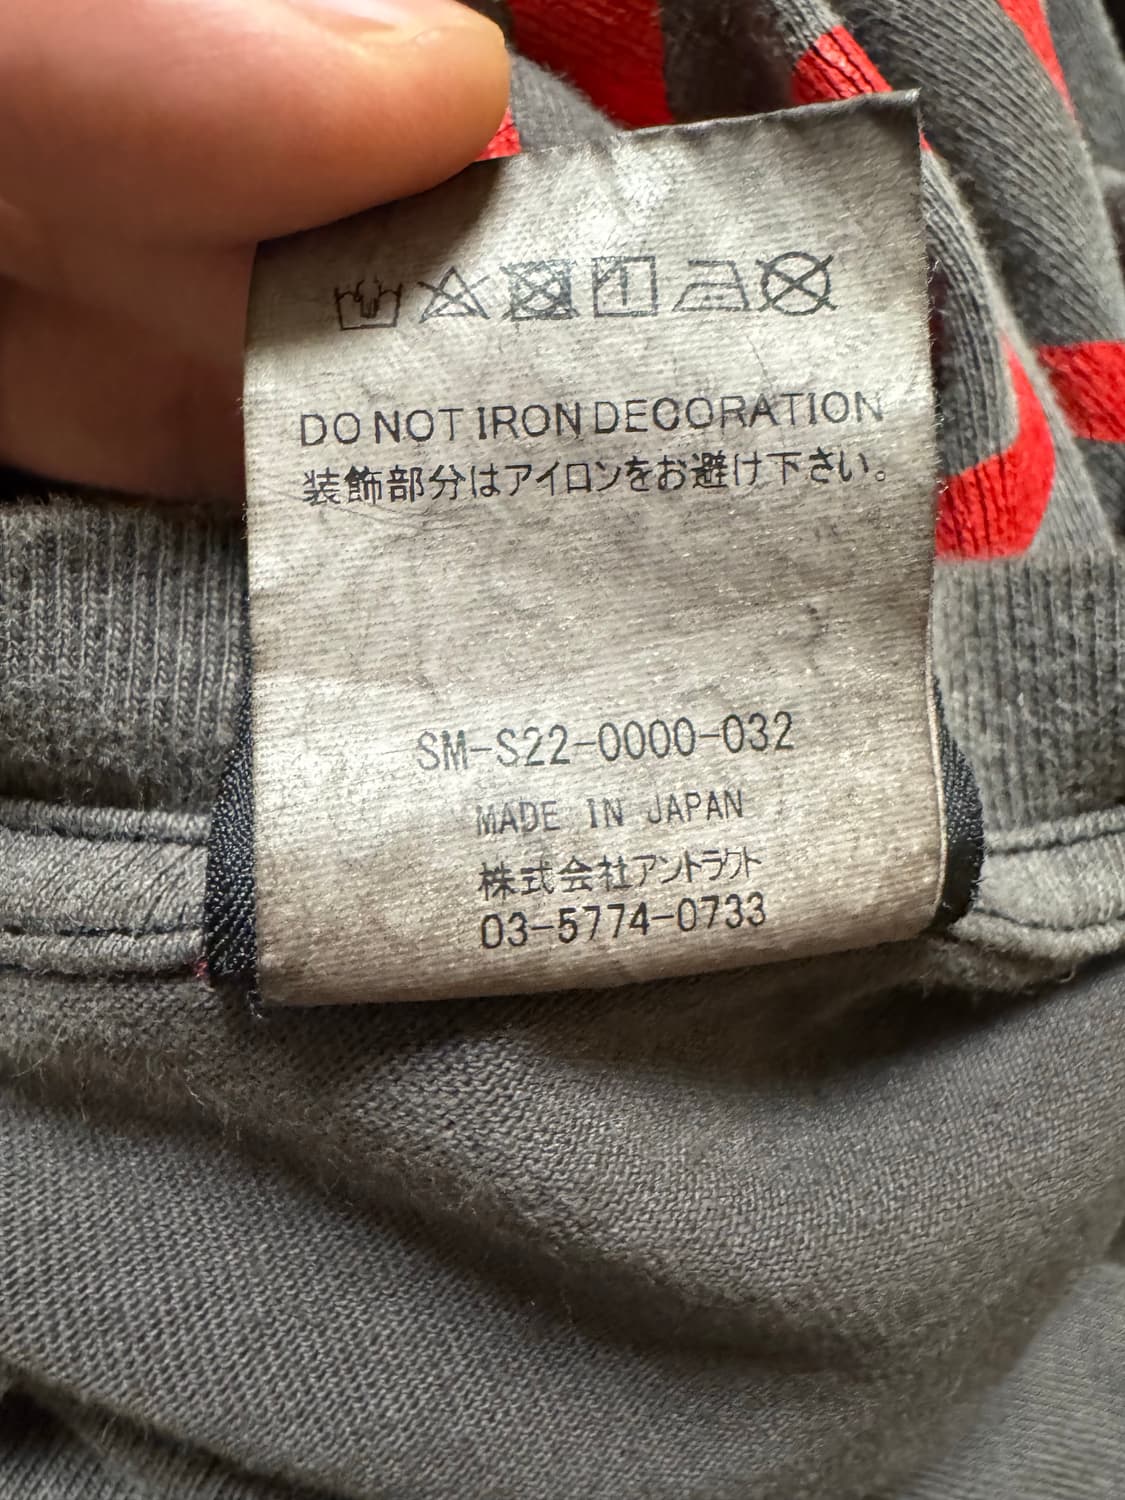 DO NOT IRON DECORATION
装飾部分はアイロンをお避け下さい。
SM-S22-0000-032
MADE IN JAPAN
株式会社アントラクト
03-5774-0733